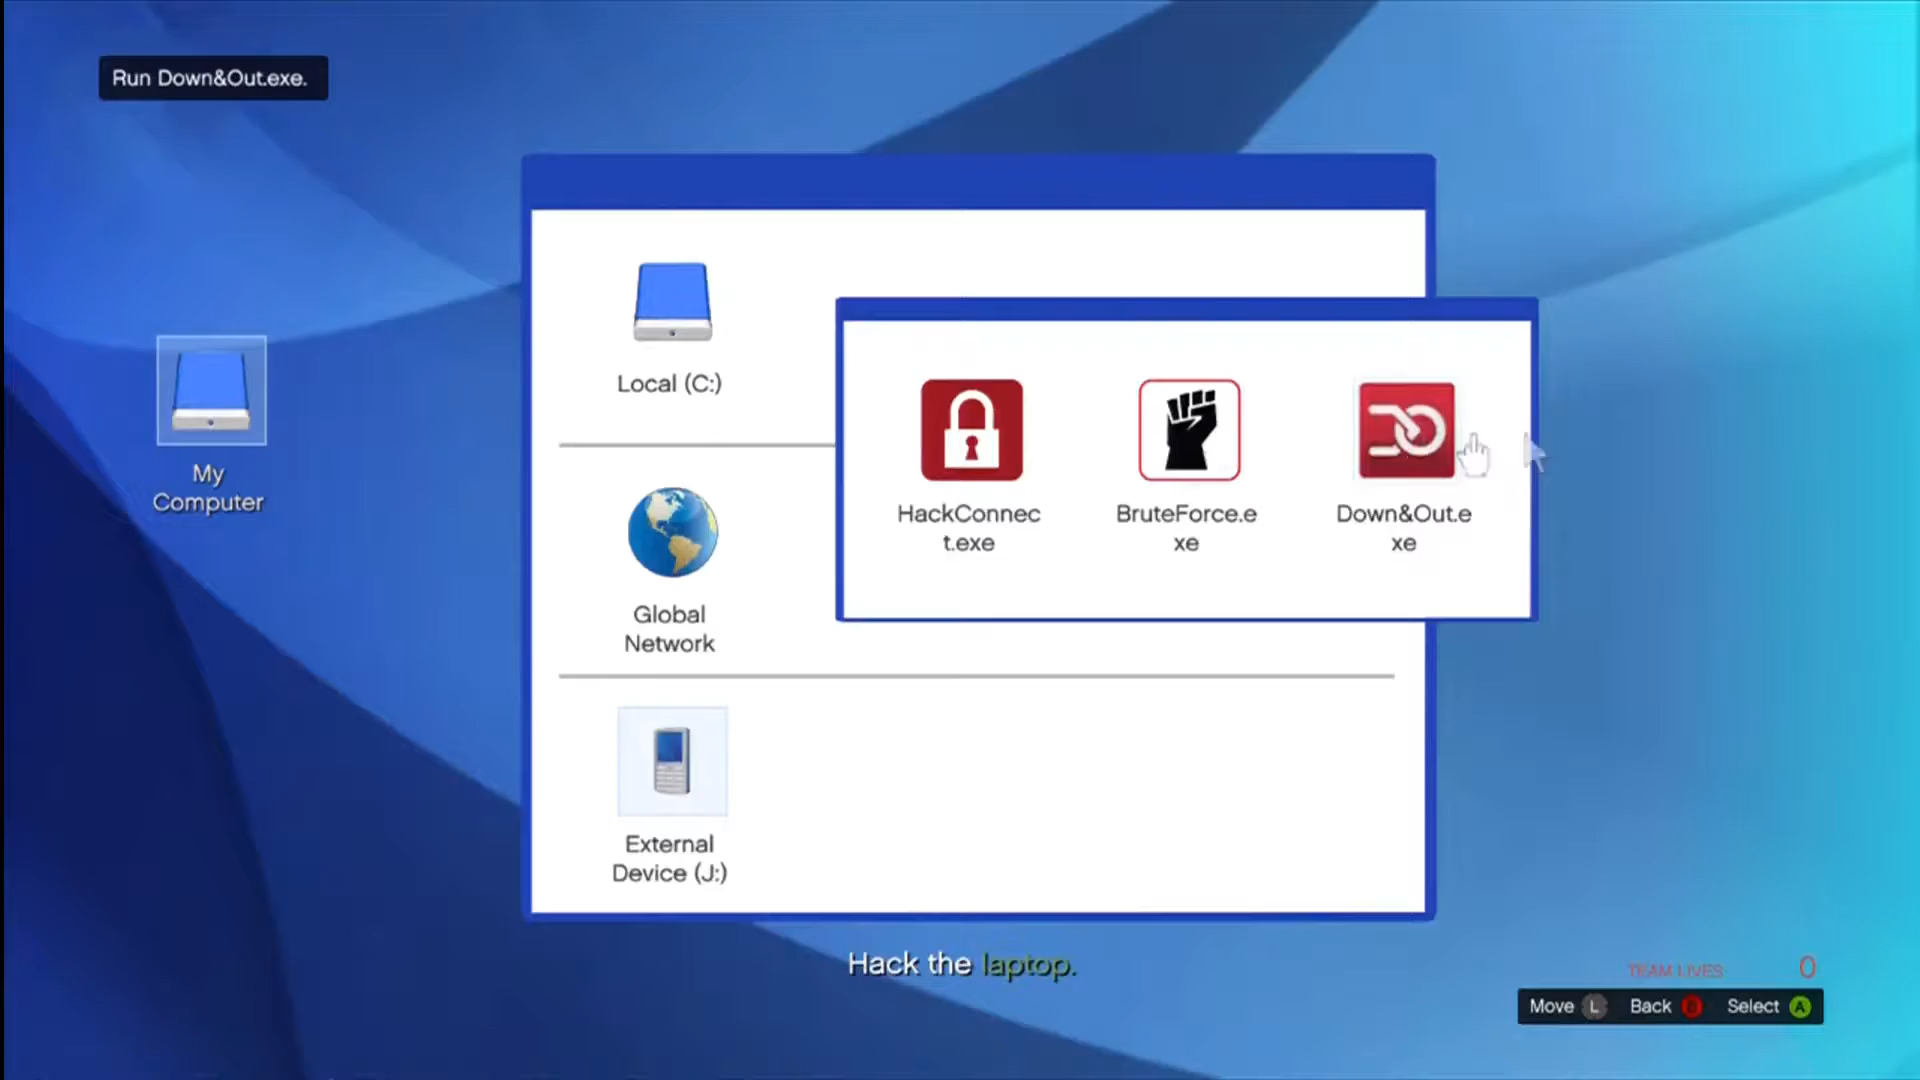 Run Down&Out.exe.
Local (C:)
My
Computer
HackConnec
t.exe
BruteForce.e
xe
Down&Out.e
xe
Global
Network
External
Device (J:)
Hack the laptop.
TEAM LIVES 0
Move L Back B Select A